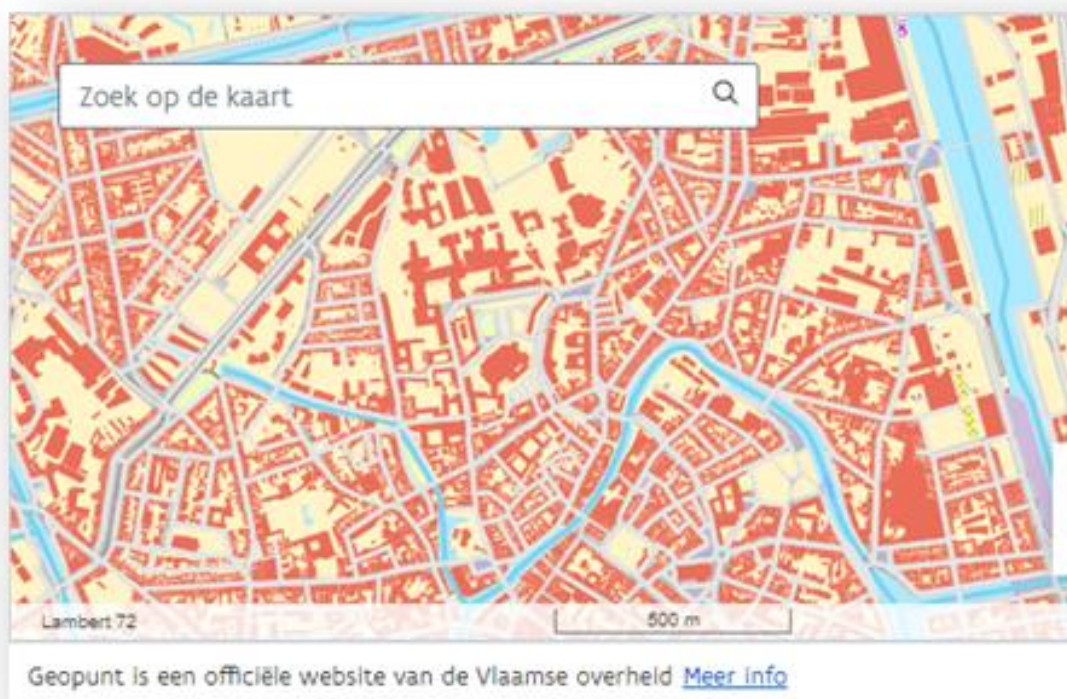 Zoek op de kaart
Lambert 72
500 m
Geopunt is een officiële website van de Vlaamse overheid Meer info